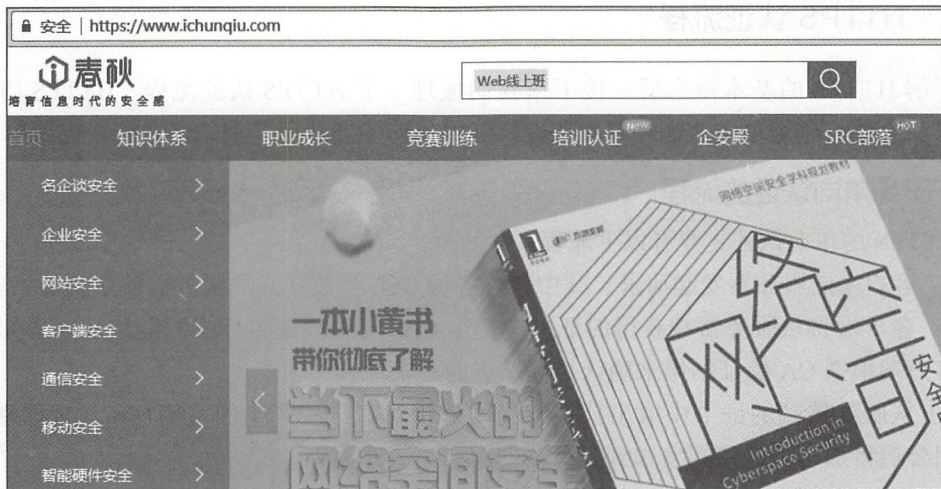 安全 | https://www.ichunqiu.com
i春秋
培育信息时代的安全感
Web线上班
首页 知识体系 职业成长 竞赛训练 培训认证 New 企安殿 SRC部落 HOT
名企谈安全
企业安全
网站安全
客户端安全
通信安全
移动安全
智能硬件安全
一本小黄书
带你彻底了解
当下最火的
网络空间安全
网络空间安全学科规划教材
网络空间
安全
Introduction in
Cyberspace Security